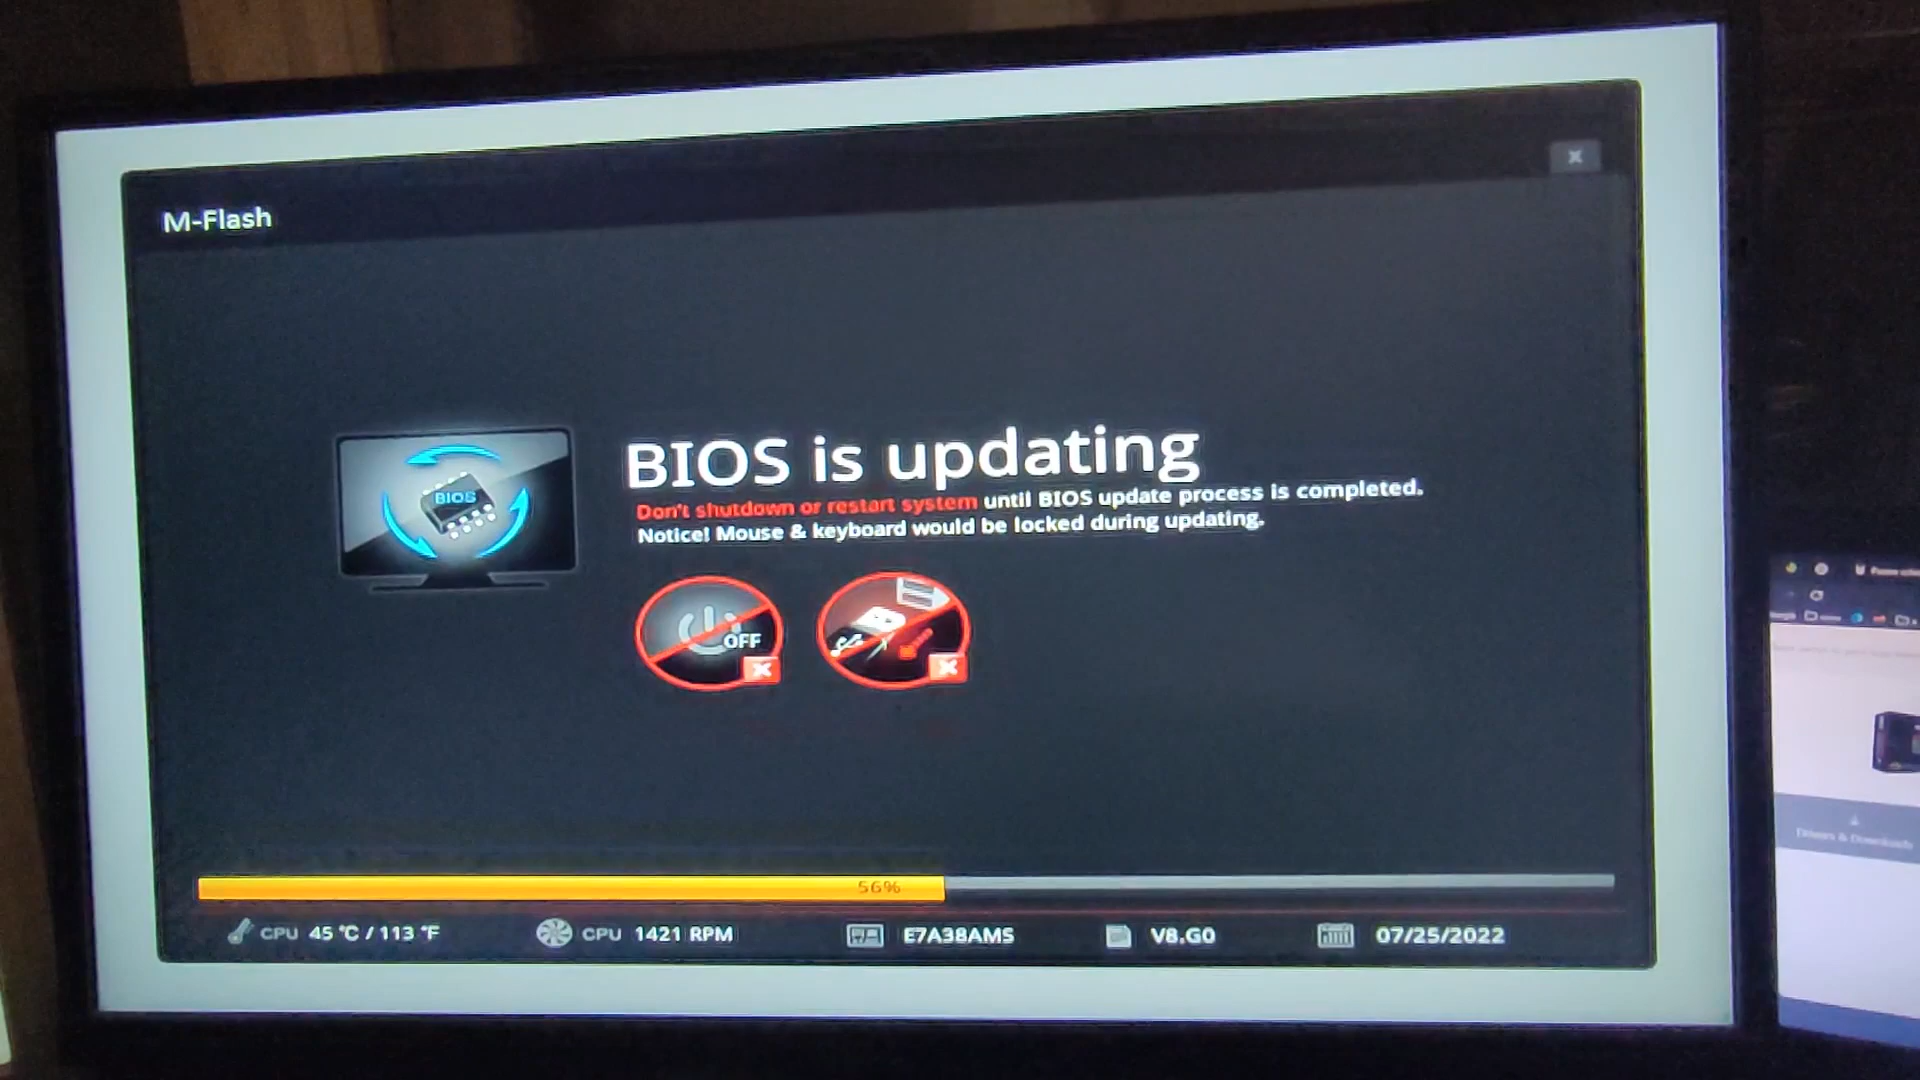 M-Flash
BIOS
BIOS is updating
Don't shutdown or restart system until BIOS update process is completed.
Notice! Mouse & keyboard would be locked during updating.
OFF
56%
CPU 45 °C / 113 °F
CPU 1421 RPM
E7A38AMS
V8.G0
07/25/2022
Drivers & Downloads